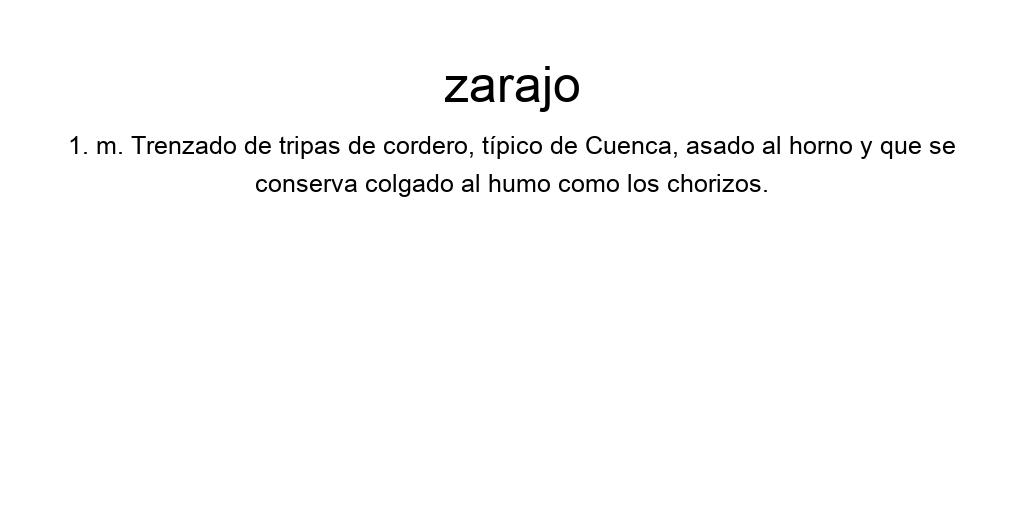 zarajo
1. m. Trenzado de tripas de cordero, típico de Cuenca, asado al horno y que se
conserva colgado al humo como los chorizos.